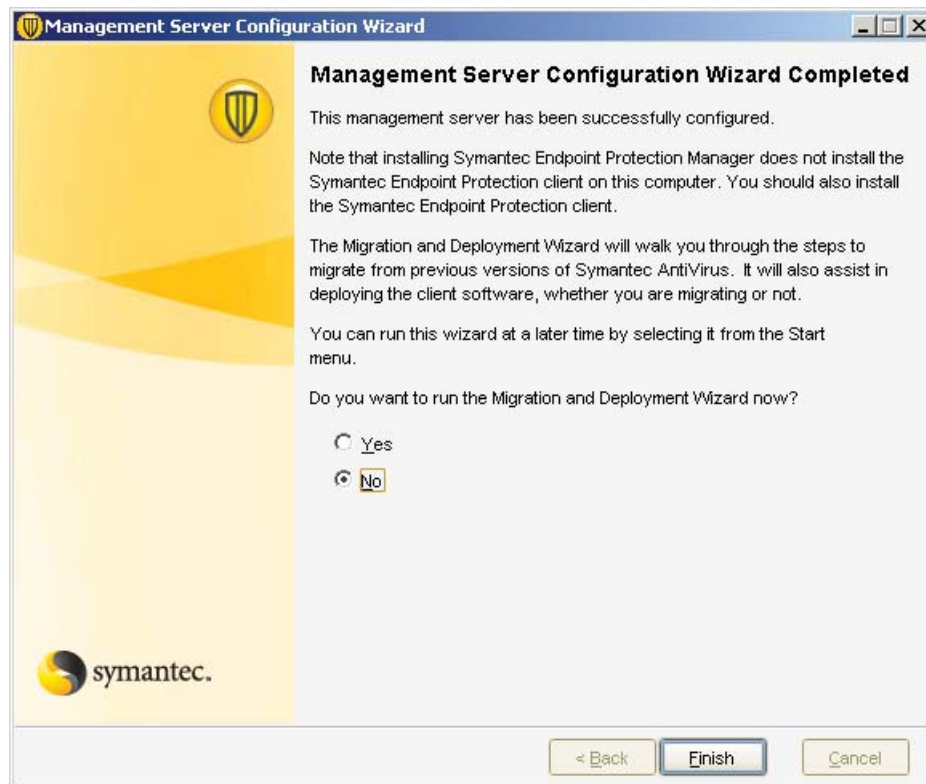 Management Server Configuration Wizard
Management Server Configuration Wizard Completed
This management server has been successfully configured.
Note that installing Symantec Endpoint Protection Manager does not install the
Symantec Endpoint Protection client on this computer. You should also install
the Symantec Endpoint Protection client.
The Migration and Deployment Wizard will walk you through the steps to
migrate from previous versions of Symantec AntiVirus. It will also assist in
deploying the client software, whether you are migrating or not.
You can run this wizard at a later time by selecting it from the Start
menu.
Do you want to run the Migration and Deployment Wizard now?
Yes
No
symantec.
< Back
Finish
Cancel